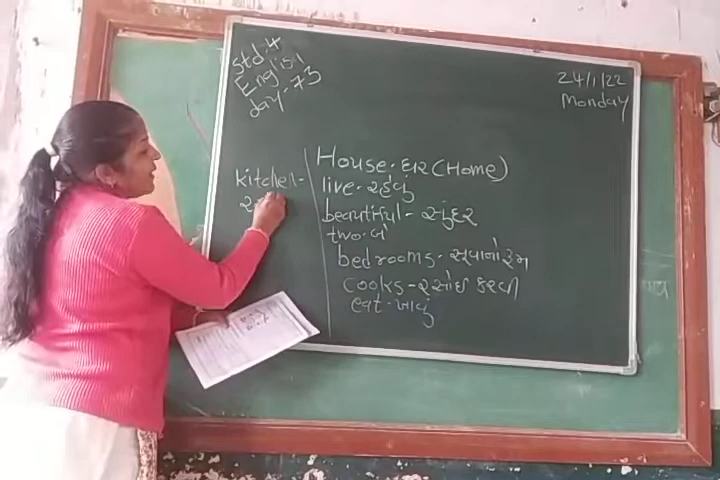 std:4
English
day-73
24/1/22
Monday
House - ઘર (Home)
live - રહેવું
beautiful - સુંદર
two - બે
bedrooms - સૂવાનો રૂમ
cooks - રસોઈ કરવી
eat - ખાવું
kitchen -